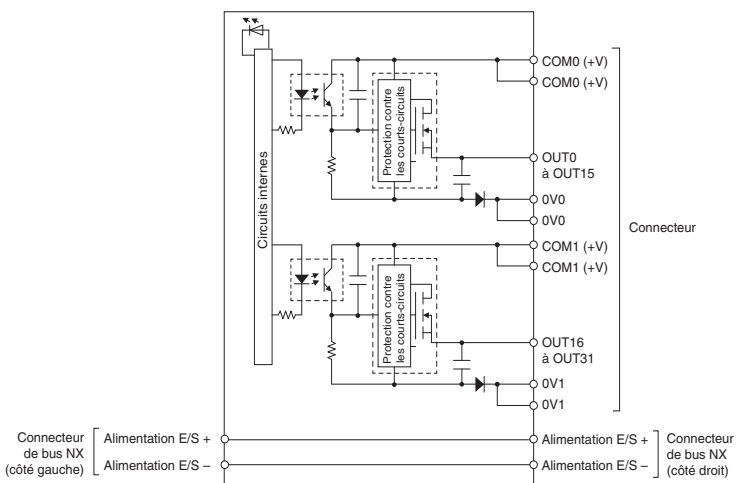 Circuits internes
Protection contre
les courts-circuits
COM0 (+V)
COM0 (+V)
OUT0
à OUT15
0V0
0V0
Connecteur
Protection contre
les courts-circuits
COM1 (+V)
COM1 (+V)
OUT16
à OUT31
0V1
0V1
Connecteur
de bus NX
(côté gauche)
Alimentation E/S +
Alimentation E/S –
Alimentation E/S +
Alimentation E/S –
Connecteur
de bus NX
(côté droit)